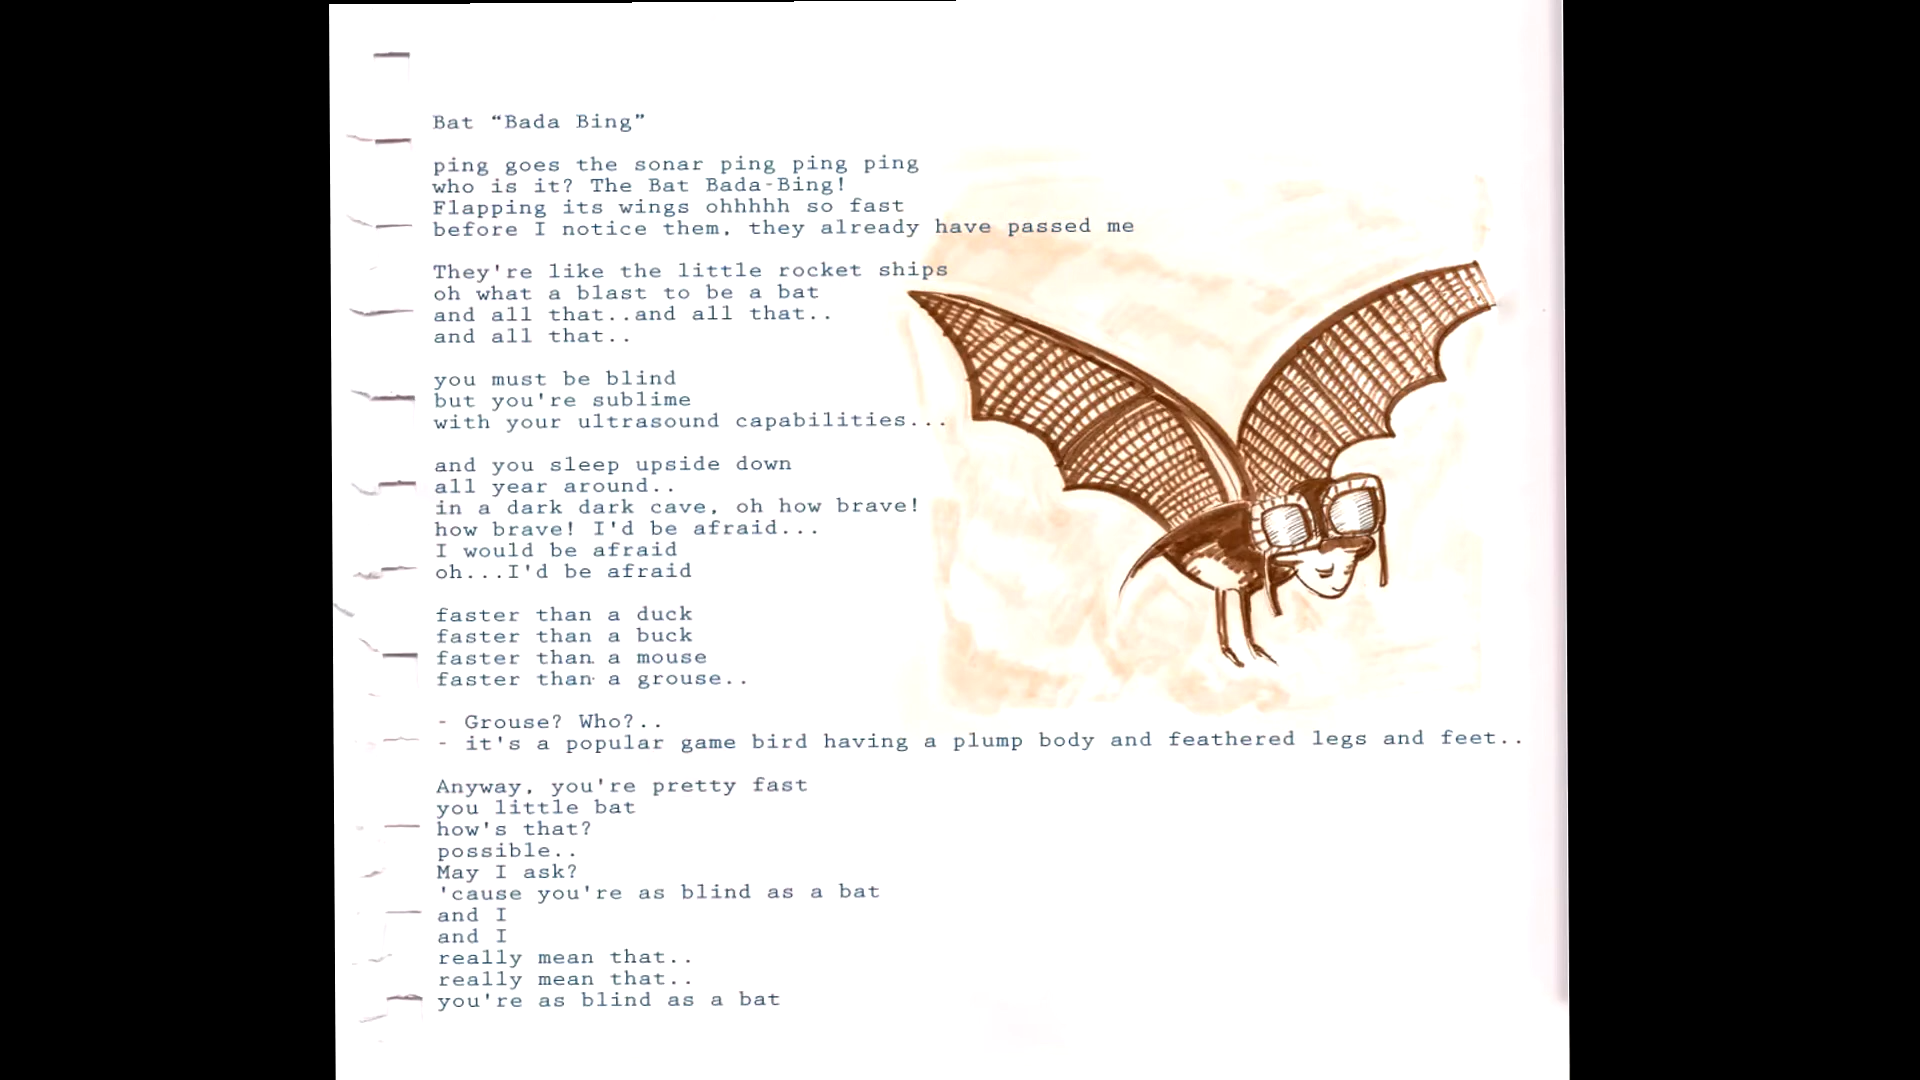 Bat “Bada Bing”
ping goes the sonar ping ping ping
who is it? The Bat Bada-Bing!
Flapping its wings ohhhhh so fast
before I notice them, they already have passed me
They're like the little rocket ships
oh what a blast to be a bat
and all that..and all that..
and all that..
you must be blind
but you're sublime
with your ultrasound capabilities...
and you sleep upside down
all year around..
in a dark dark cave, oh how brave!
how brave! I'd be afraid...
I would be afraid
oh...I'd be afraid
faster than a duck
faster than a buck
faster than a mouse
faster than a grouse..
- Grouse? Who?..
- it's a popular game bird having a plump body and feathered legs and feet..
Anyway, you're pretty fast
you little bat
how's that?
possible..
May I ask?
'cause you're as blind as a bat
and I
and I
really mean that..
really mean that..
you're as blind as a bat